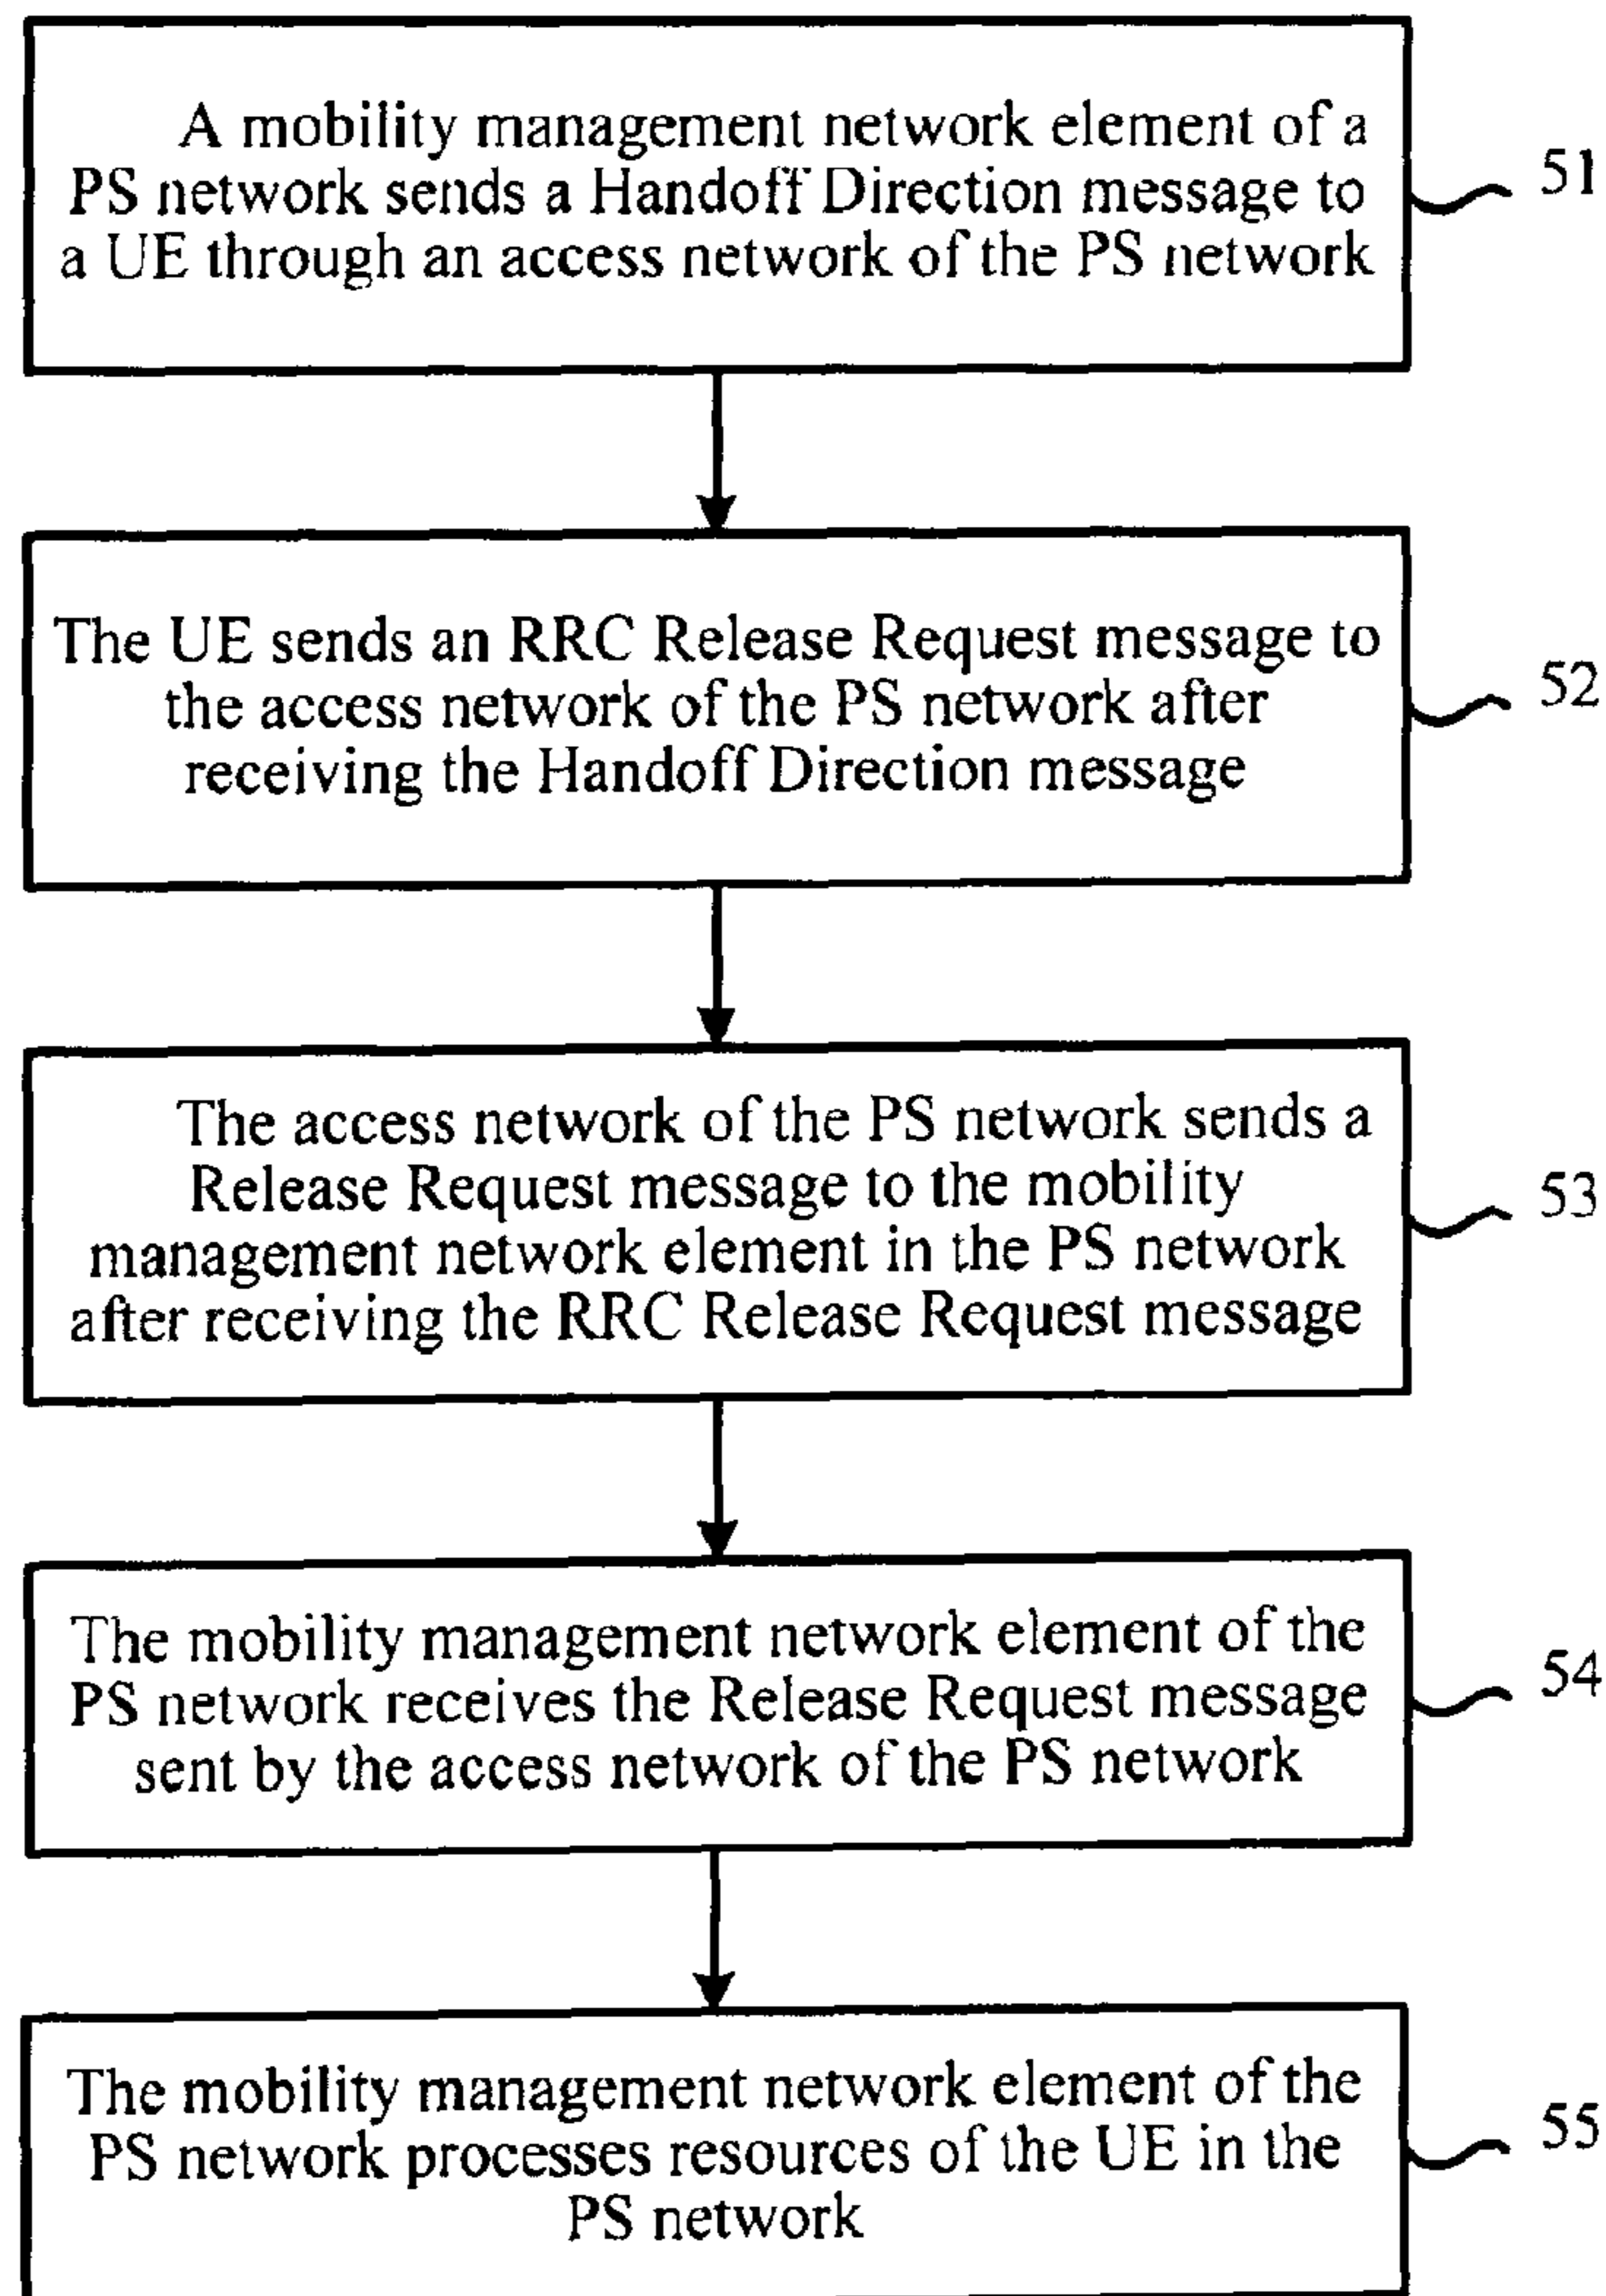 A mobility management network element of a
PS network sends a Handoff Direction message to
a UE through an access network of the PS network
51
The UE sends an RRC Release Request message to
the access network of the PS network after
receiving the Handoff Direction message
52
The access network of the PS network sends a
Release Request message to the mobility
management network element in the PS network
after receiving the RRC Release Request message
53
The mobility management network element of the
PS network receives the Release Request message
sent by the access network of the PS network
54
The mobility management network element of the
PS network processes resources of the UE in the
PS network
55